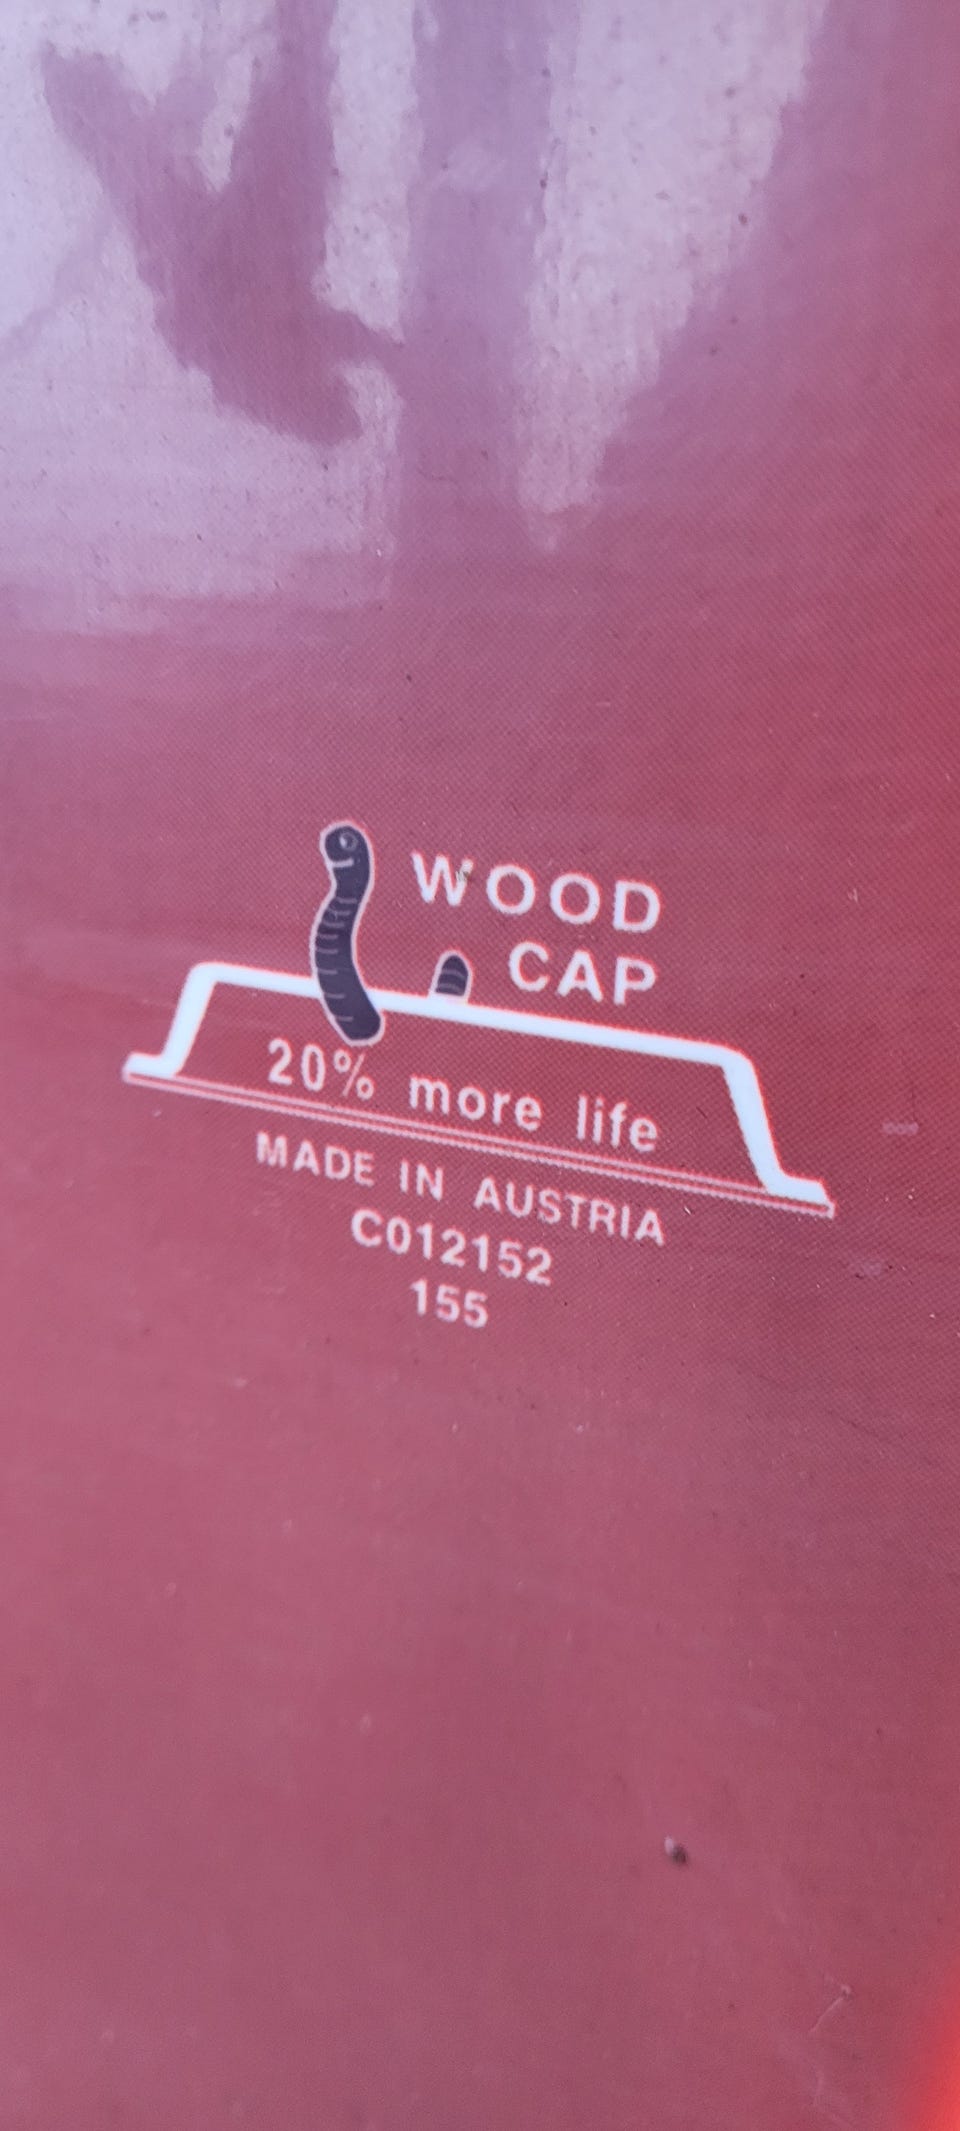 WOOD
CAP
20% more life
MADE IN AUSTRIA
C012152
155